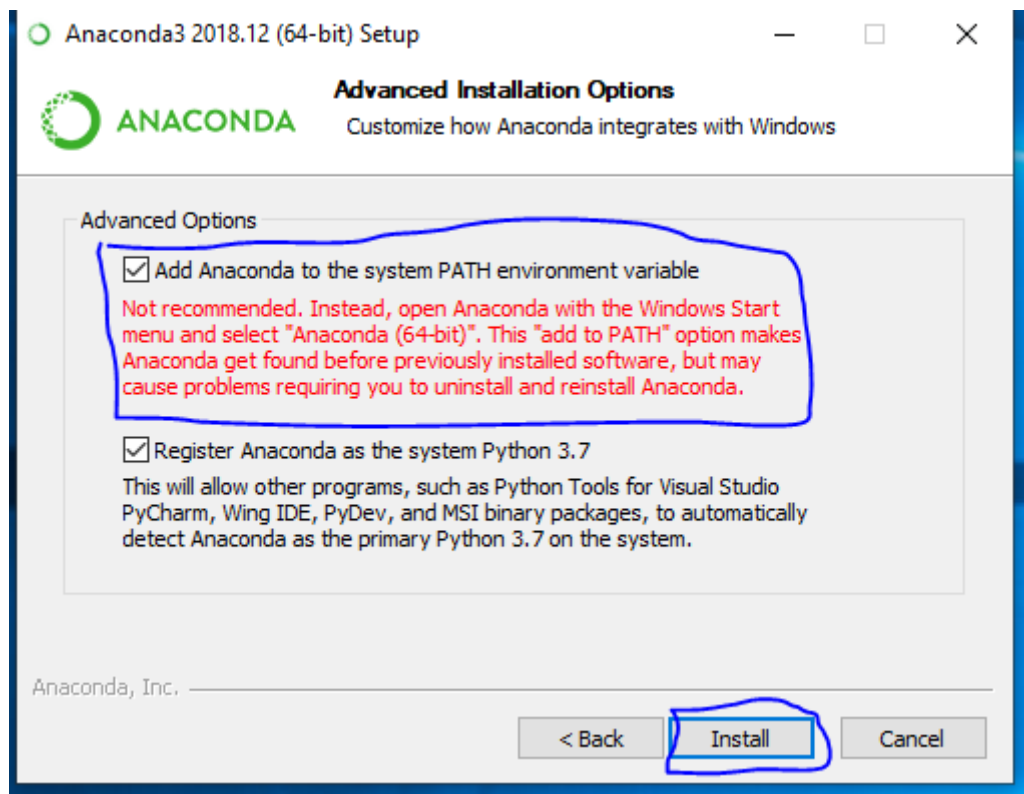 Anaconda3 2018.12 (64-bit) Setup
ANACONDA
Advanced Installation Options
Customize how Anaconda integrates with Windows
Advanced Options
Add Anaconda to the system PATH environment variable
Not recommended. Instead, open Anaconda with the Windows Start
menu and select "Anaconda (64-bit)". This "add to PATH" option makes
Anaconda get found before previously installed software, but may
cause problems requiring you to uninstall and reinstall Anaconda.
Register Anaconda as the system Python 3.7
This will allow other programs, such as Python Tools for Visual Studio
PyCharm, Wing IDE, PyDev, and MSI binary packages, to automatically
detect Anaconda as the primary Python 3.7 on the system.
Anaconda, Inc.
< Back Install Cancel